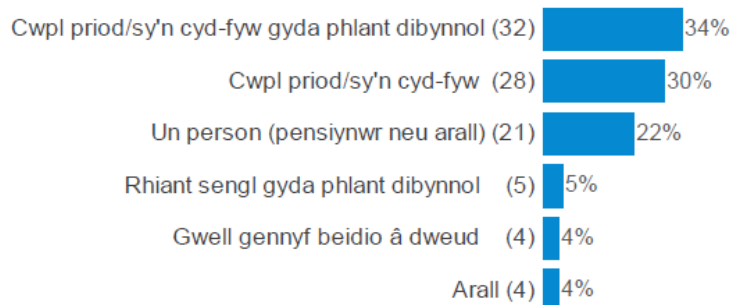 Cwpl priod/sy'n cyd-fyw gyda phlant dibynnol (32) 34%
Cwpl priod/sy'n cyd-fyw (28) 30%
Un person (pensiynwr neu arall) (21) 22%
Rhiant sengl gyda phlant dibynnol (5) 5%
Gwell gennyf beidio â dweud (4) 4%
Arall (4) 4%